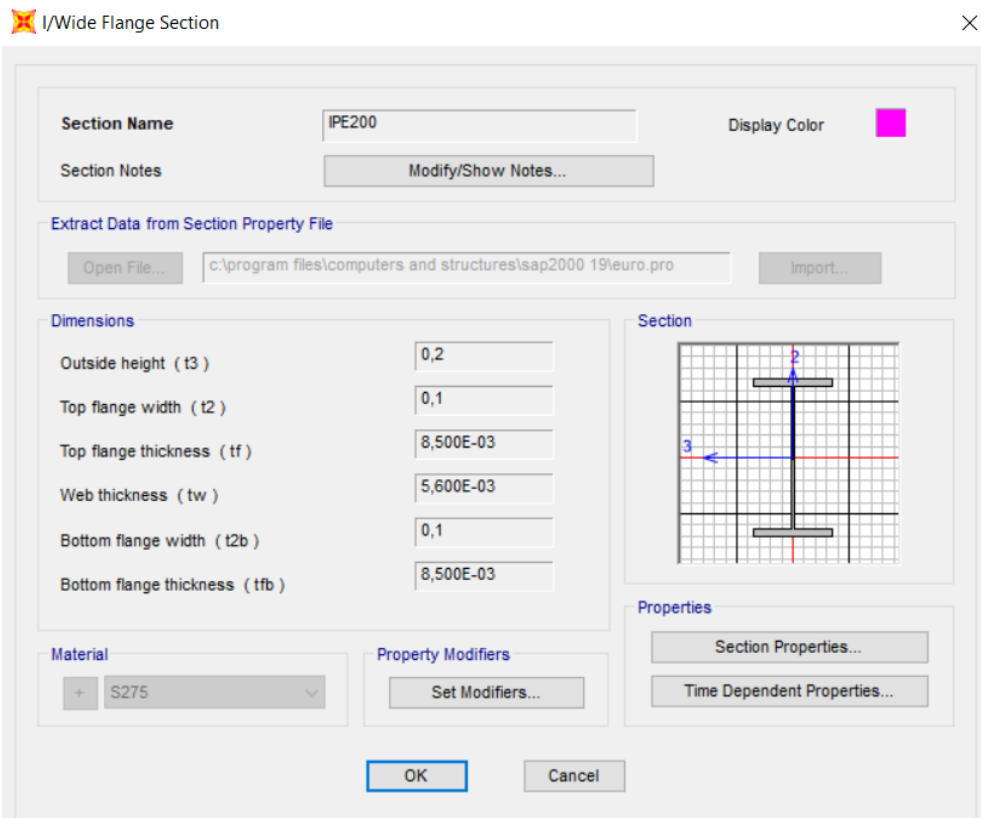 I/Wide Flange Section
Section Name IPE200 Display Color
Section Notes Modify/Show Notes...
Extract Data from Section Property File
Open File... c:\program files\computers and structures\sap2000 19\euro.pro Import...
Dimensions
Outside height ( t3 ) 0,2
Top flange width ( t2 ) 0,1
Top flange thickness ( tf ) 8,500E-03
Web thickness ( tw ) 5,600E-03
Bottom flange width ( t2b ) 0,1
Bottom flange thickness ( tfb ) 8,500E-03
Section
2
3
Material
+ S275
Property Modifiers
Set Modifiers...
Properties
Section Properties...
Time Dependent Properties...
OK Cancel